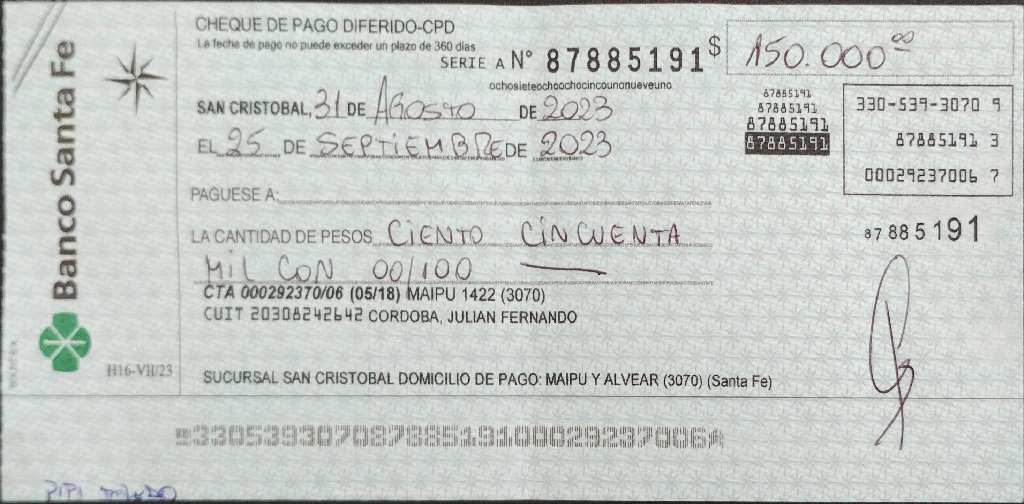 Banco Santa Fe
CHEQUE DE PAGO DIFERIDO-CPD
La fecha de pago no puede exceder un plazo de 360 días
SERIE A N° 87885191 $ 150.000 00
ochosieteochoochocincounonueveuno
SAN CRISTOBAL, 31 DE AGOSTO DE 2023
EL 25 DE SEPTIEMBRE DE 2023
87885191
87885191
87885191
87885191
330-539-3070 9
87885191 3
00029237006 7
PAGUESE A:
LA CANTIDAD DE PESOS CIENTO CINCUENTA
MIL CON 00/100
87885191
CTA 000292370/06 (05/18) MAIPU 1422 (3070)
CUIT 20308242642 CORDOBA, JULIAN FERNANDO
H16-VII/23
SUCURSAL SAN CRISTOBAL DOMICILIO DE PAGO: MAIPU Y ALVEAR (3070) (Santa Fe)
33053930708788519100029237006
PIPI